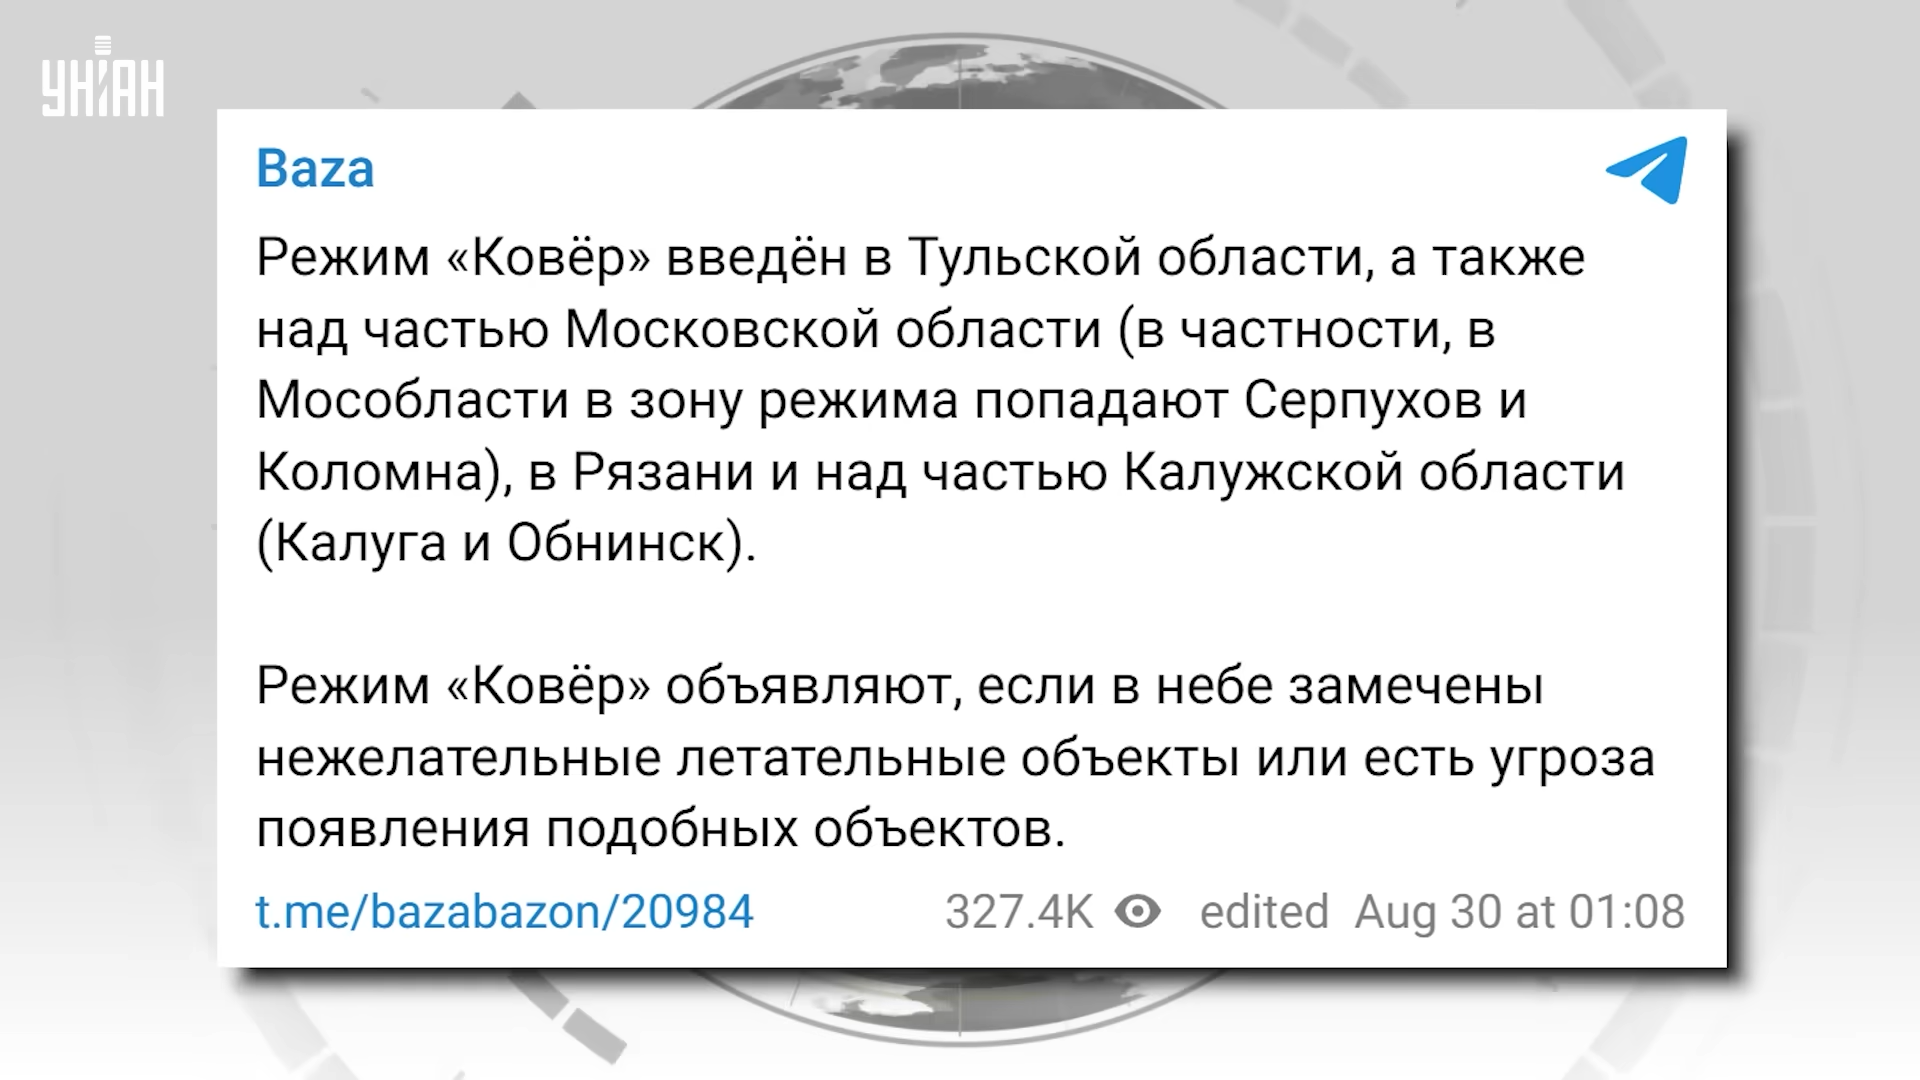 УНІАН
Baza
Режим «Ковёр» введён в Тульской области, а также
над частью Московской области (в частности, в
Мособласти в зону режима попадают Серпухов и
Коломна), в Рязани и над частью Калужской области
(Калуга и Обнинск).
Режим «Ковёр» объявляют, если в небе замечены
нежелательные летательные объекты или есть угроза
появления подобных объектов.
t.me/bazabazon/20984 327.4K edited Aug 30 at 01:08